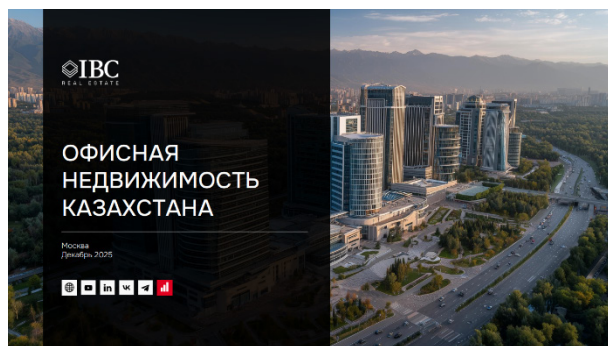 IBC
REAL ESTATE
ОФИСНАЯ
НЕДВИЖИМОСТЬ
КАЗАХСТАНА
Москва
Декабрь 2025